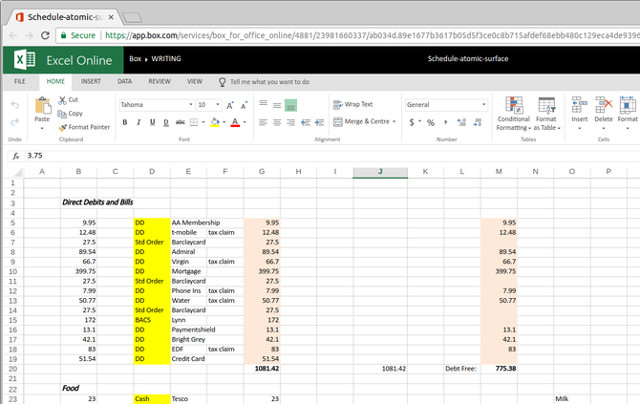 Schedule-atomic-su
Secure https://app.box.com/services/box_for_office_online/4881/23981660337/ab034d.89e1677b3617b05d5f3ce0c8b715afdef68ebb480c129eca4de939
Excel Online Box WRITING Schedule-atomic-surface
FILE HOME INSERT DATA REVIEW VIEW Tell me what you want to do
Cut
Copy
Format Painter
Paste
Tahoma 10 A A
B I U D abc A
Wrap Text
Merge & Centre
General
$ %
Conditional Formatting
Format as Table
Insert Delete Format
Undo Clipboard Font Alignment Number Tables Cells
fx 3.75
A B C D E F G H I J K L M N O P
1
2
3 Direct Debits and Bills
4
5 9.95 DD AA Membership 9.95 9.95
6 12.48 DD t-mobile tax claim 12.48 12.48
7 27.5 Std Order Barclaycard 27.5
8 89.54 DD Admiral 89.54 89.54
9 66.7 DD Virgin tax claim 66.7 66.7
10 399.75 DD Mortgage 399.75 399.75
11 27.5 Std Order Barclaycard 27.5
12 7.99 DD Phone Ins tax claim 7.99 7.99
13 50.77 DD Water tax claim 50.77 50.77
14 27.5 Std Order Barclaycard 27.5
15 172 BACS Lynn 172
16 13.1 DD Paymentshield 13.1 13.1
17 42.1 DD Bright Grey 42.1 42.1
18 83 DD EDF tax claim 83 83
19 51.54 DD Credit Card 51.54
20 1081.42 1081.42 Debt Free: 775.38
21
22 Food
23 23 Cash Tesco 23 Milk